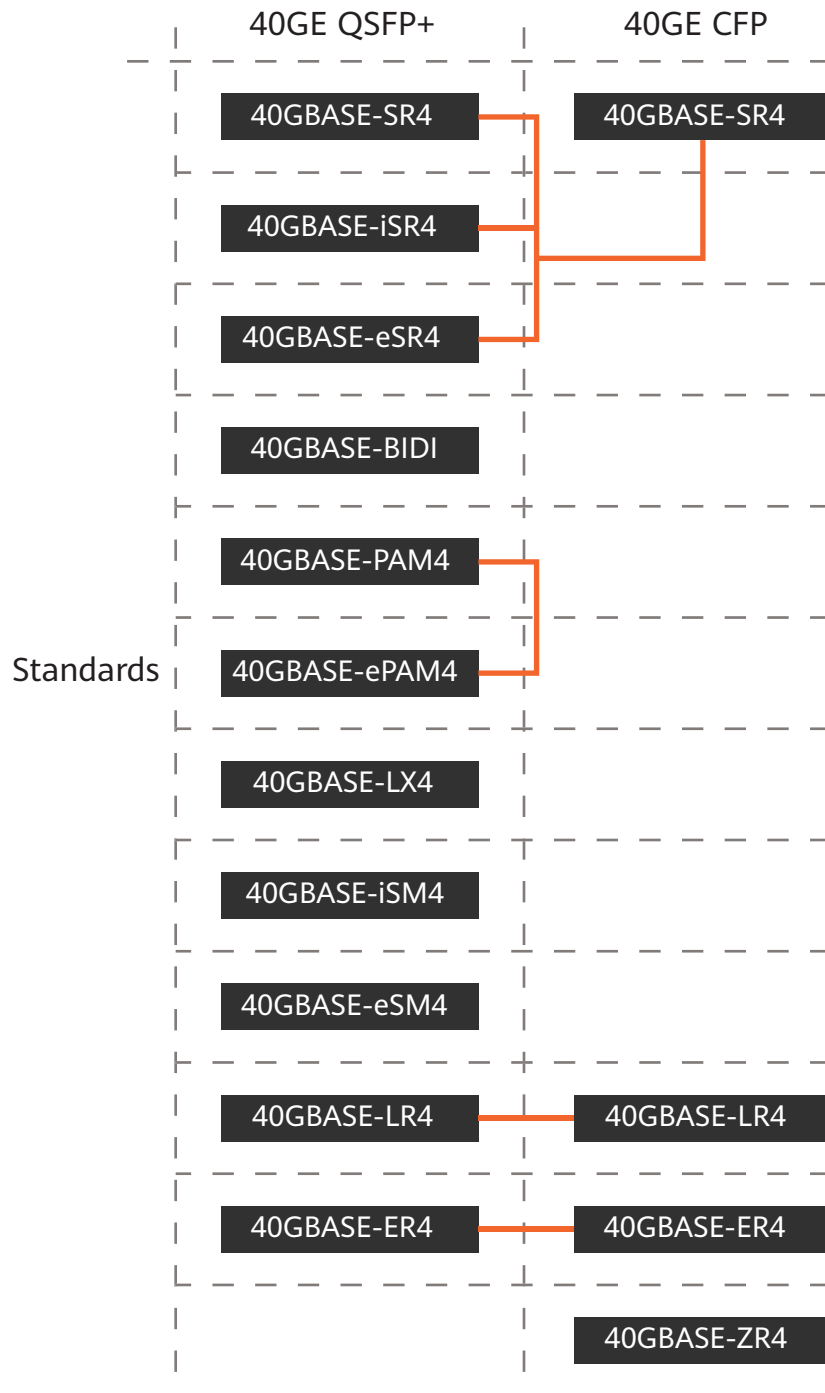 40GE QSFP+ 40GE CFP
40GBASE-SR4 40GBASE-SR4
40GBASE-iSR4
40GBASE-eSR4
40GBASE-BIDI
40GBASE-PAM4
Standards 40GBASE-ePAM4
40GBASE-LX4
40GBASE-iSM4
40GBASE-eSM4
40GBASE-LR4 40GBASE-LR4
40GBASE-ER4 40GBASE-ER4
40GBASE-ZR4